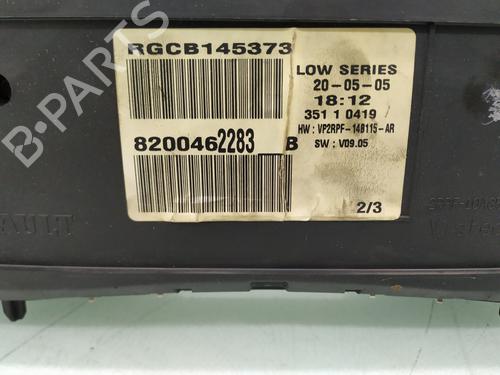 RGCB145373
LOW SERIES
20-05-05
18:12
351 1 0419
HW : VP2RPF-14B115-AR
SW : V09.05
8200462283 B
2/3
AULT
B-PARTS